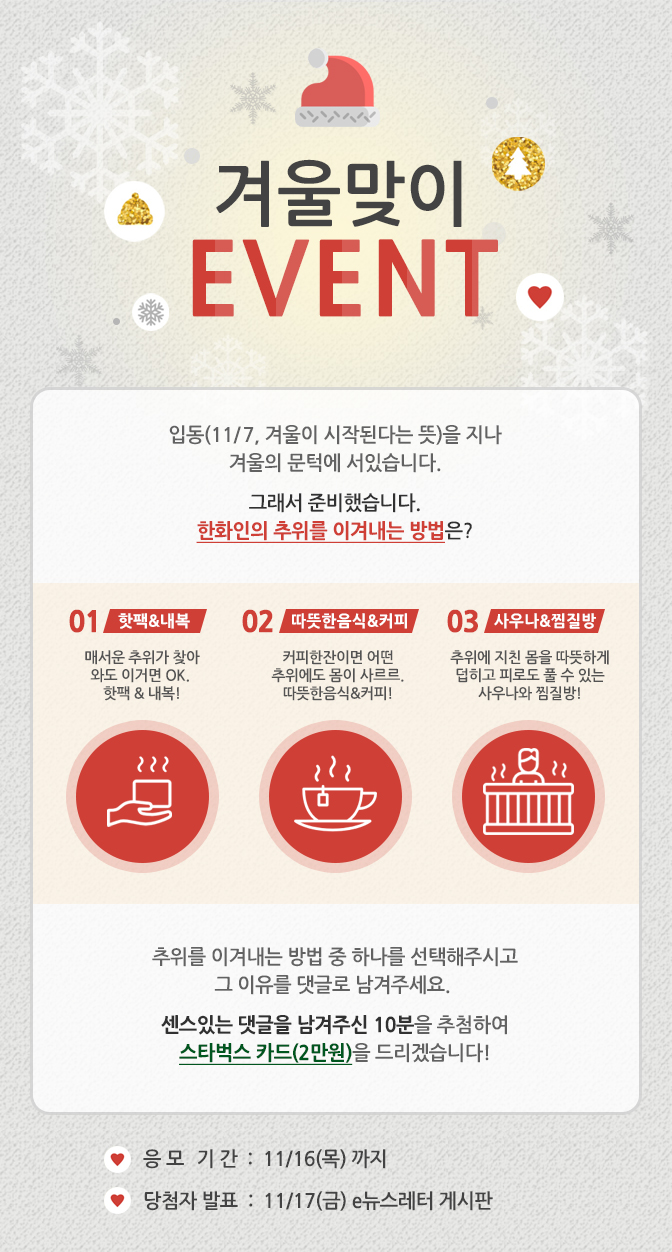 겨울맞이
EVENT
입동(11/7, 겨울이 시작된다는 뜻)을 지나
겨울의 문턱에 서있습니다.
그래서 준비했습니다.
한화인의 추위를 이겨내는 방법은?
01 핫팩&내복
매서운 추위가 찾아
와도 이거면 OK.
핫팩 & 내복!
02 따뜻한음식&커피
커피한잔이면 어떤
추위에도 몸이 사르르.
따뜻한음식&커피!
03 사우나&찜질방
추위에 지친 몸을 따뜻하게
덥히고 피로도 풀 수 있는
사우나와 찜질방!
추위를 이겨내는 방법 중 하나를 선택해주시고
그 이유를 댓글로 남겨주세요.
센스있는 댓글을 남겨주신 10분을 추첨하여
스타벅스 카드(2만원)을 드리겠습니다!
응모 기간 : 11/16(목) 까지
당첨자 발표 : 11/17(금) e뉴스레터 게시판